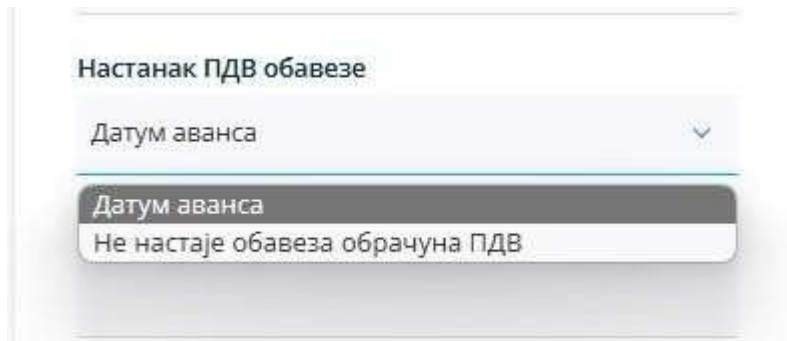 Настанак ПДВ обавезе
Датум аванса
Датум аванса
Не настаје обавеза обрачуна ПДВ